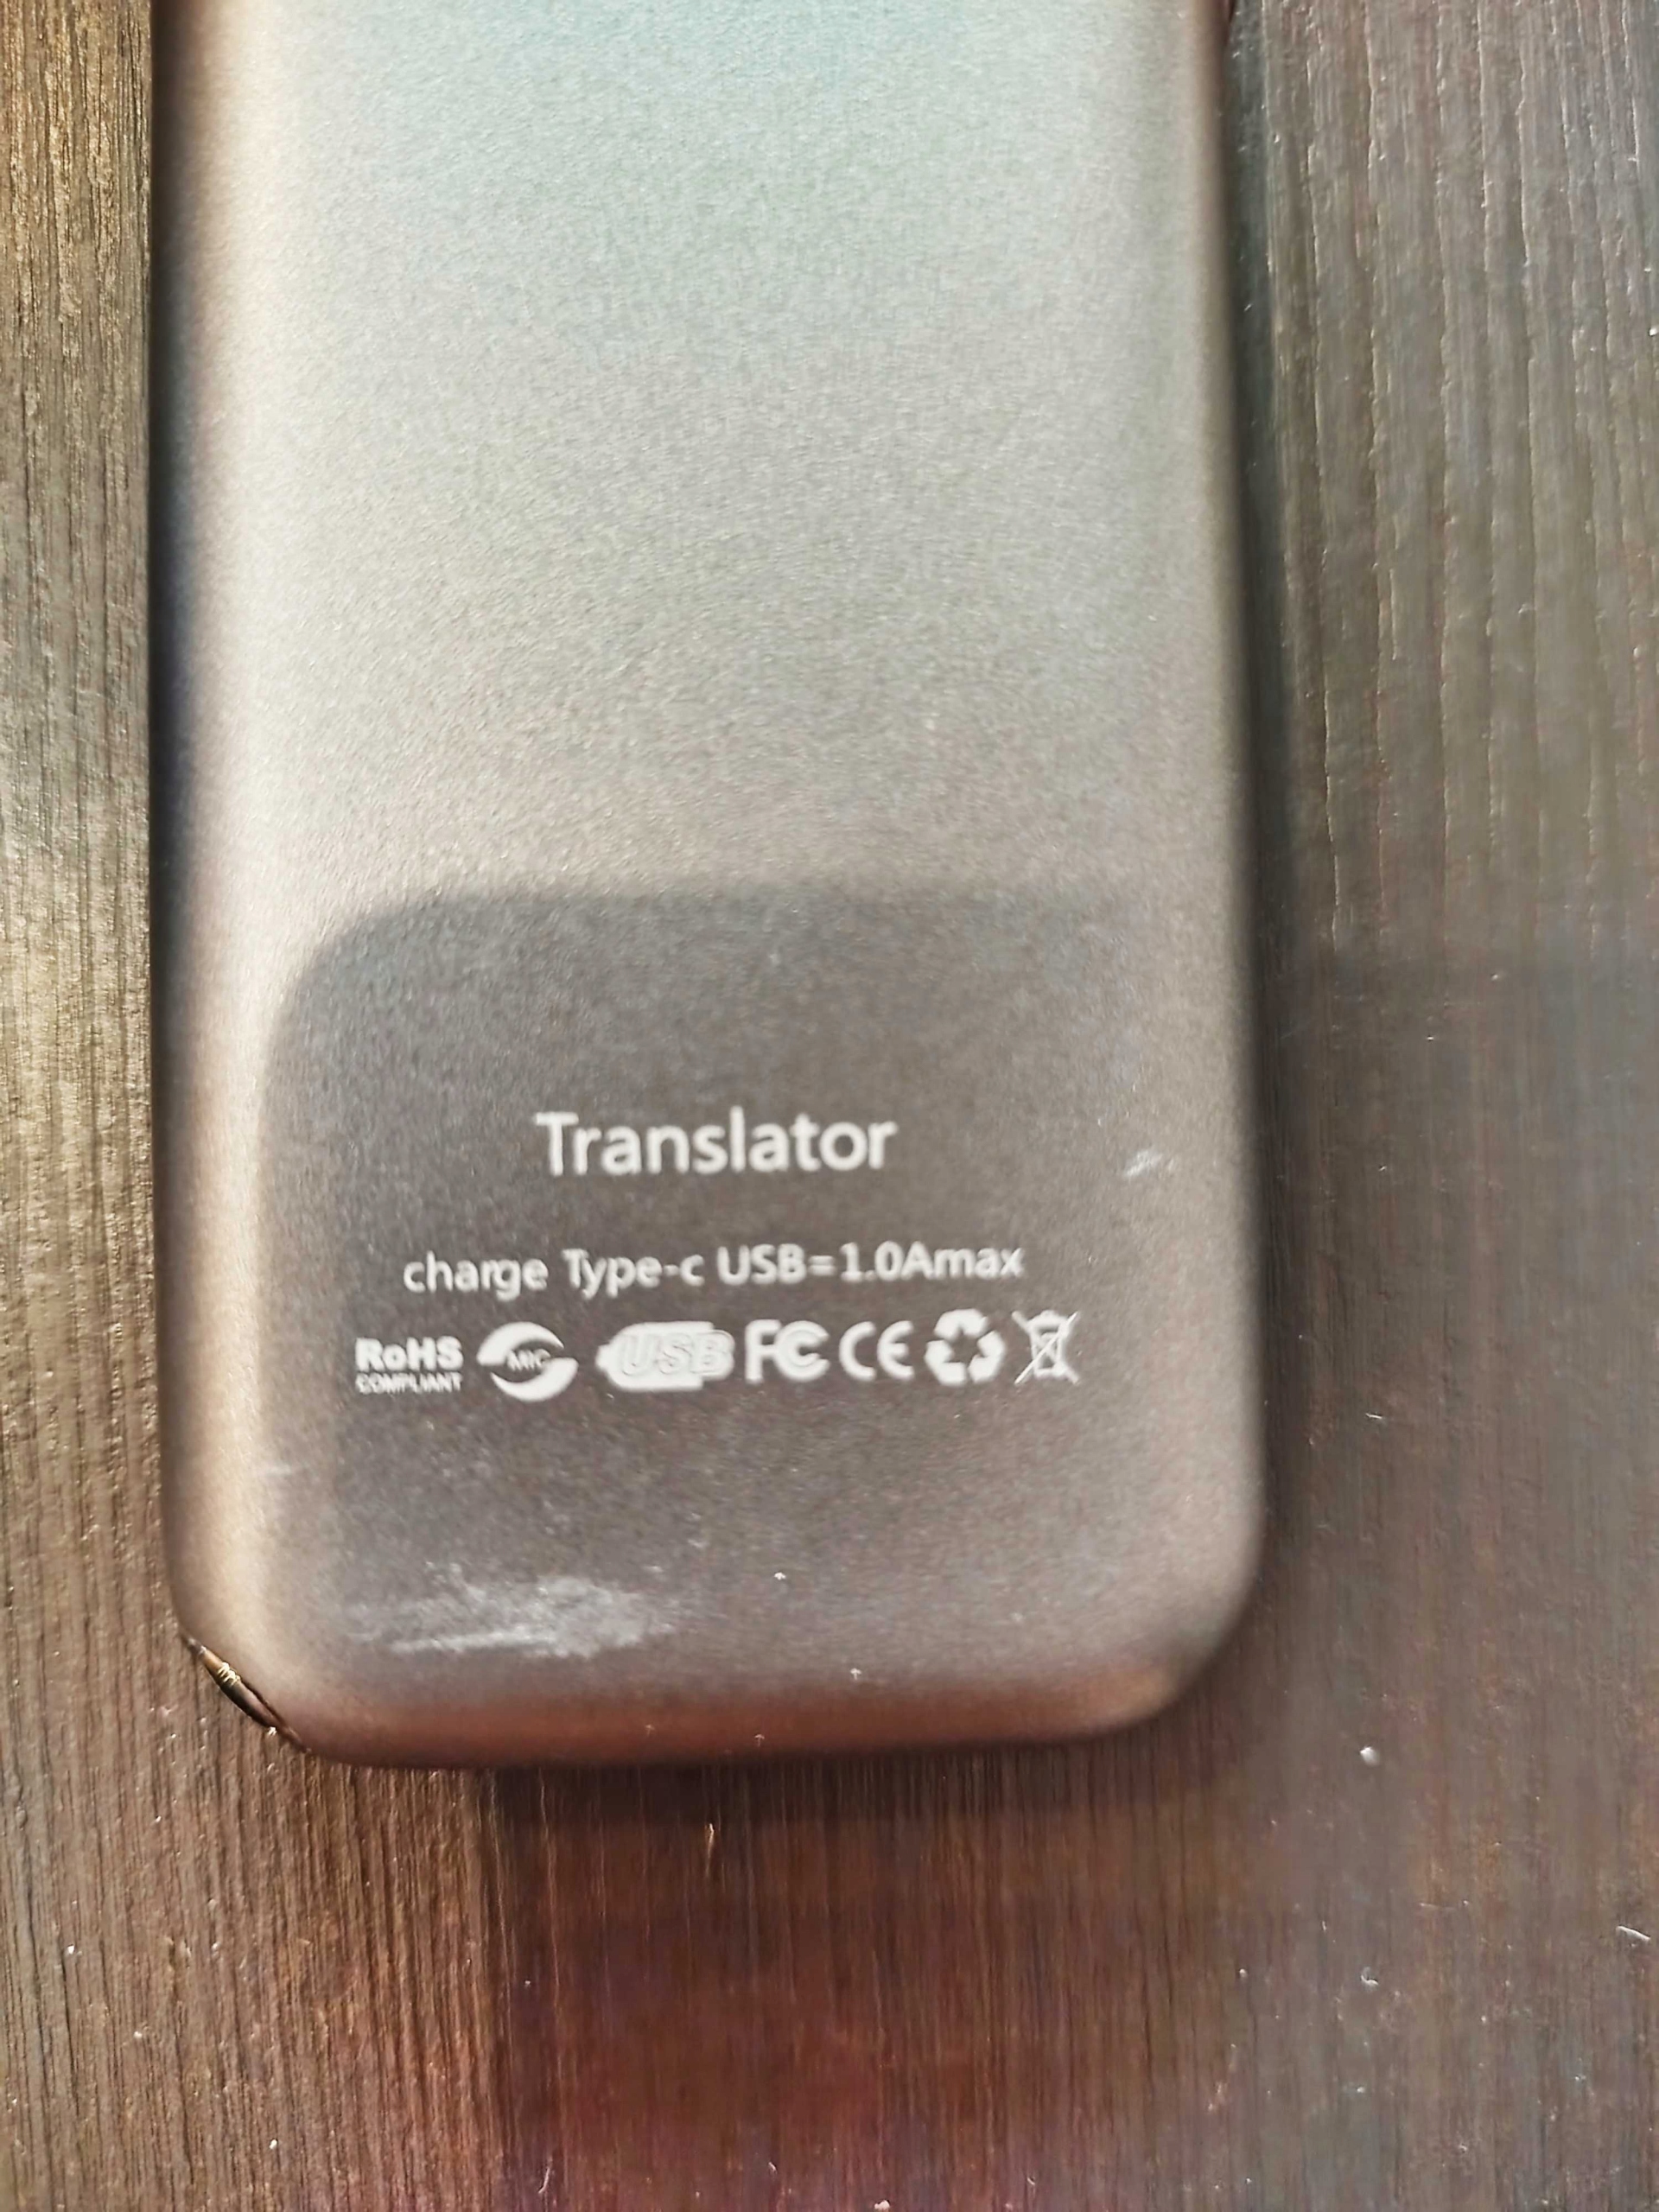 Translator
charge Type-c USB=1.0Amax
RoHS MIC USB FC CE
COMPLIANT